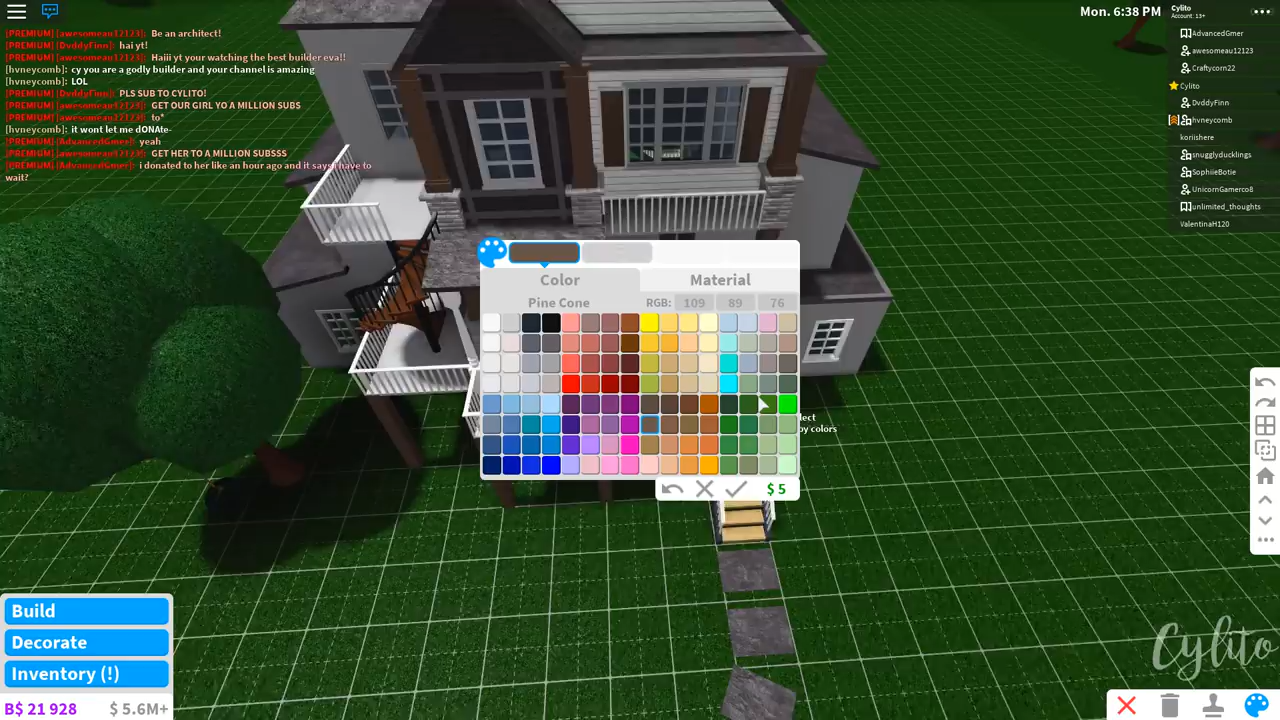 Mon. 6:38 PM
Cylito
Account: 13+
[PREMIUM] [awesomeau12123]: Be an architect!
[PREMIUM] [DvddyFinn]: hai yt!
[PREMIUM] [awesomeau12123]: Haiii yt your watching the best builder eva!!
[hvneycomb]: cy you are a godly builder and your channel is amazing
[hvneycomb]: LOL
[PREMIUM] [DvddyFinn]: PLS SUB TO CYLITO!
[PREMIUM] [awesomeau12123]: GET OUR GIRL YO A MILLION SUBS
[PREMIUM] [awesomeau12123]: to*
[hvneycomb]: it wont let me dONAte-
[PREMIUM] [AdvancedGmer]: yeah
[PREMIUM] [awesomeau12123]: GET HER TO A MILLION SUBSSS
[PREMIUM] [AdvancedGmer]: i donated to her like an hour ago and it says i have to
wait?
AdvancedGmer
awesomeau12123
Craftycorn22
Cylito
DvddyFinn
hvneycomb
koriishere
snugglyducklings
SophiieBotie
UnicornGamerco8
unlimited_thoughts
ValentinaH120
Color
Material
Pine Cone
RGB: 109 89 76
lect
by colors
$ 5
Build
Decorate
Inventory (!)
B$ 21 928
$ 5.6M+
Cylito